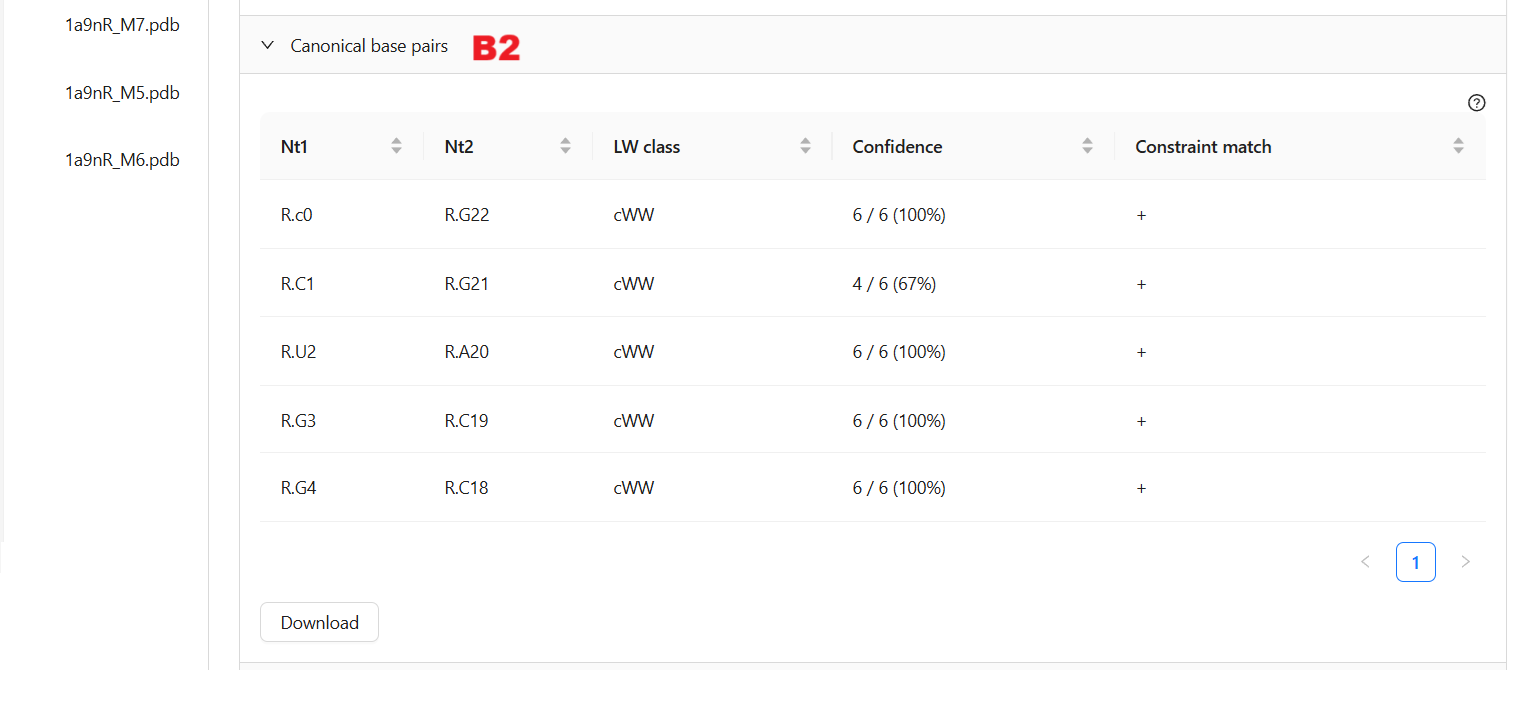 1a9nR_M7.pdb
1a9nR_M5.pdb
1a9nR_M6.pdb
Canonical base pairs B2
Nt1 Nt2 LW class Confidence Constraint match
R.c0 R.G22 cWW 6 / 6 (100%) +
R.C1 R.G21 cWW 4 / 6 (67%) +
R.U2 R.A20 cWW 6 / 6 (100%) +
R.G3 R.C19 cWW 6 / 6 (100%) +
R.G4 R.C18 cWW 6 / 6 (100%) +
1
Download